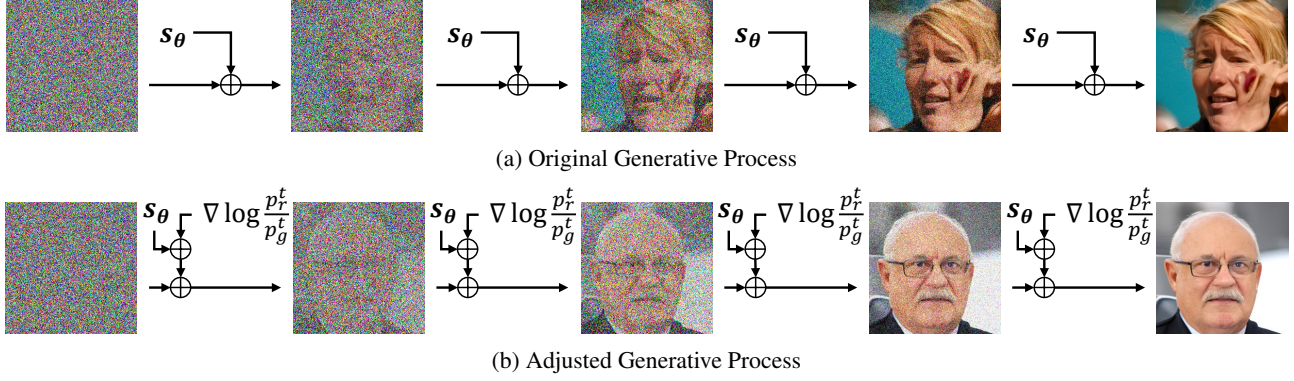 s_θ s_θ s_θ s_θ
(a) Original Generative Process
s_θ ∇ log p_r^t / p_g^t s_θ ∇ log p_r^t / p_g^t s_θ ∇ log p_r^t / p_g^t s_θ ∇ log p_r^t / p_g^t
(b) Adjusted Generative Process